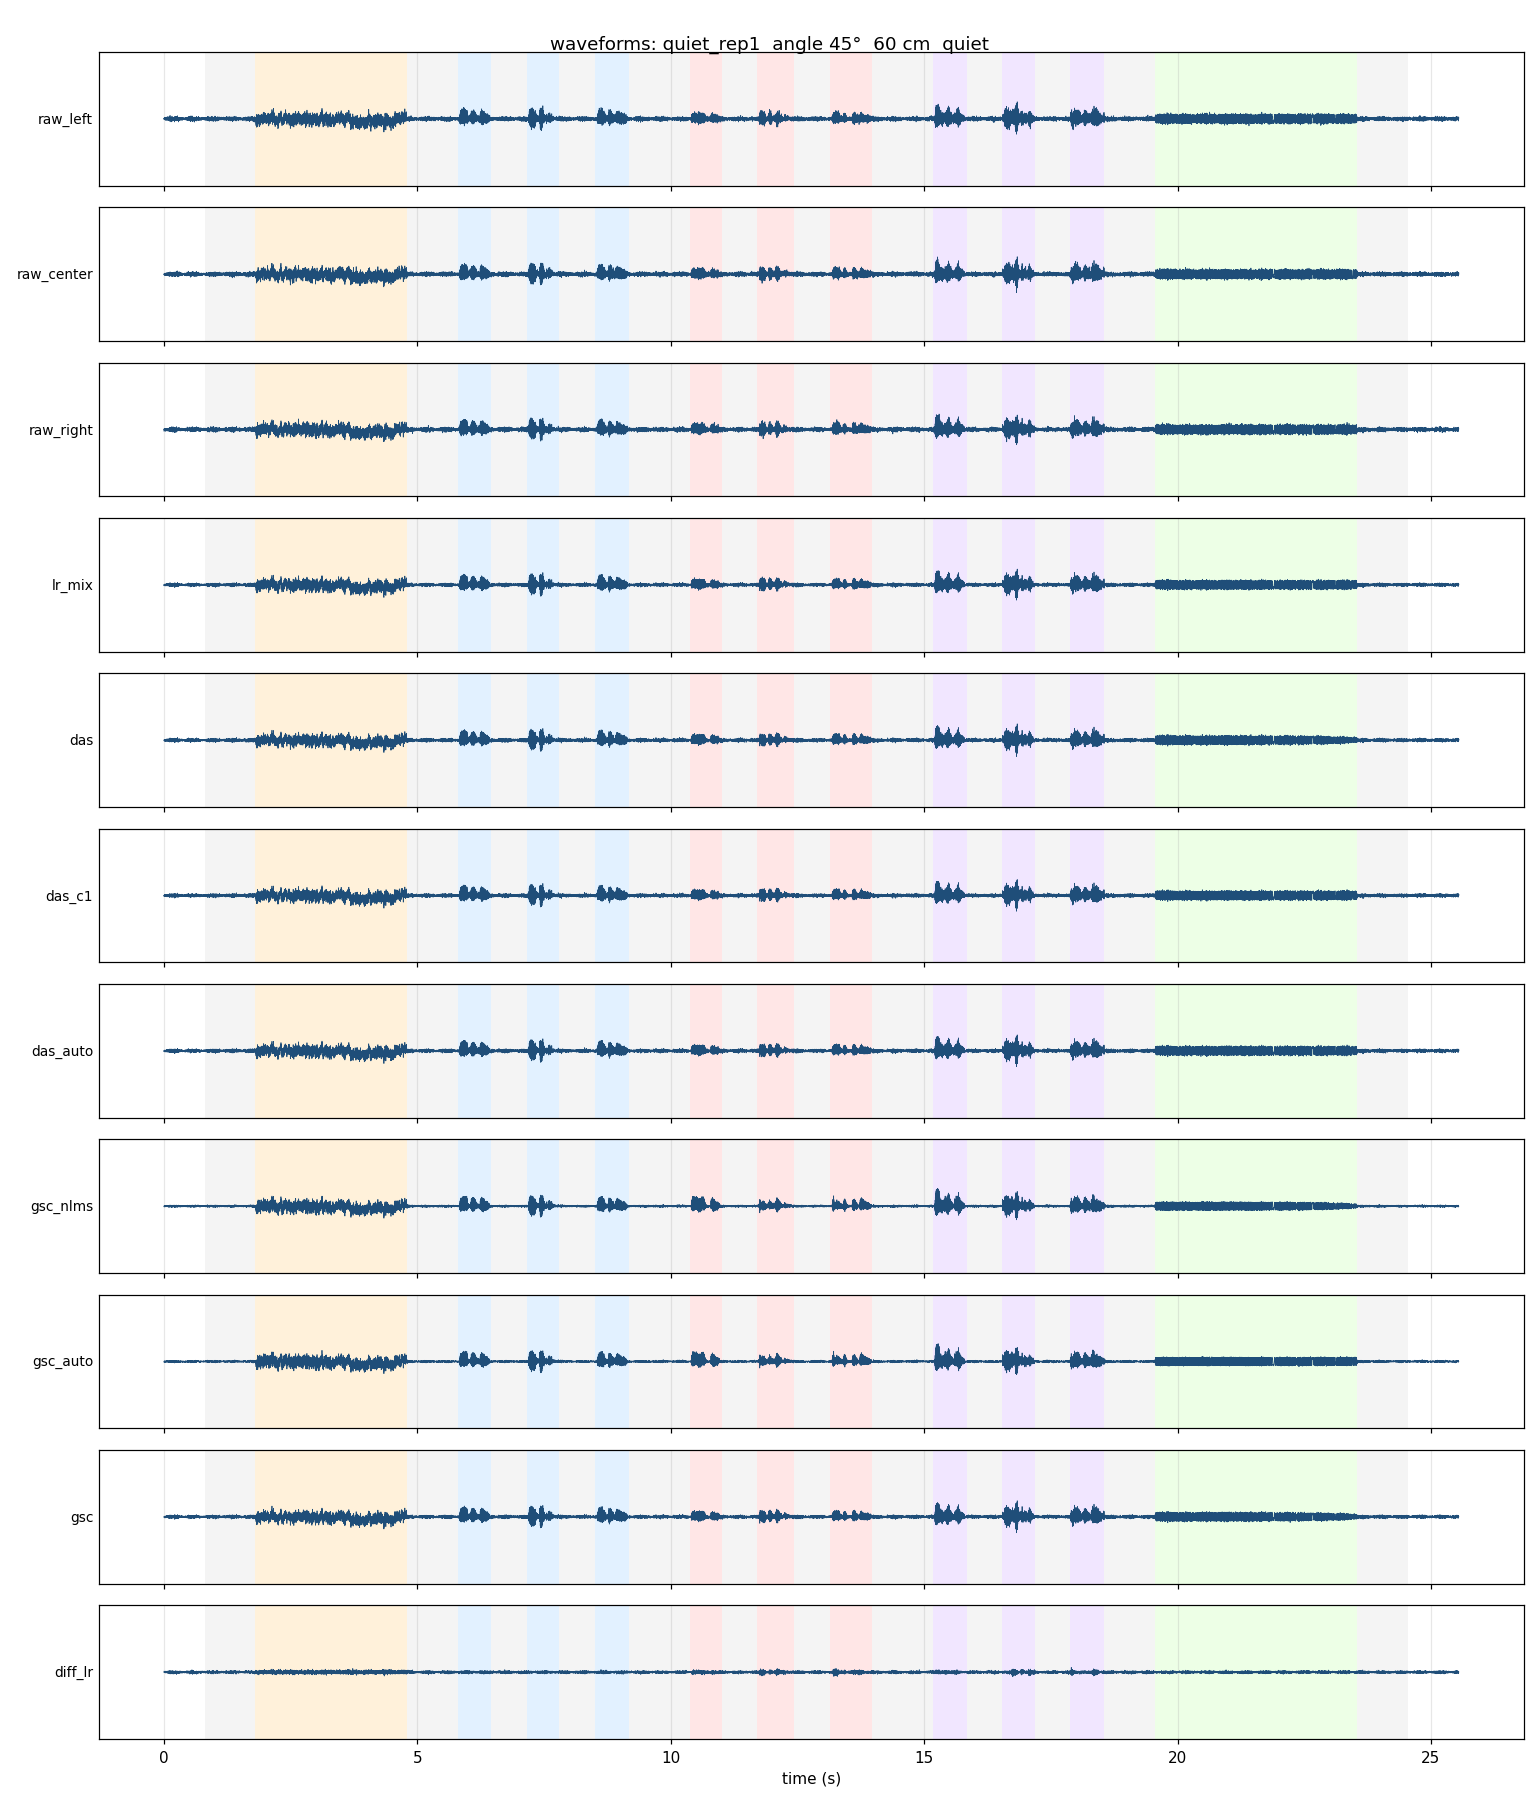 waveforms: quiet_rep1 angle 45° 60 cm quiet
raw_left
raw_center
raw_right
lr_mix
das
das_c1
das_auto
gsc_nlms
gsc_auto
gsc
diff_lr
0 5 10 15 20 25
time (s)